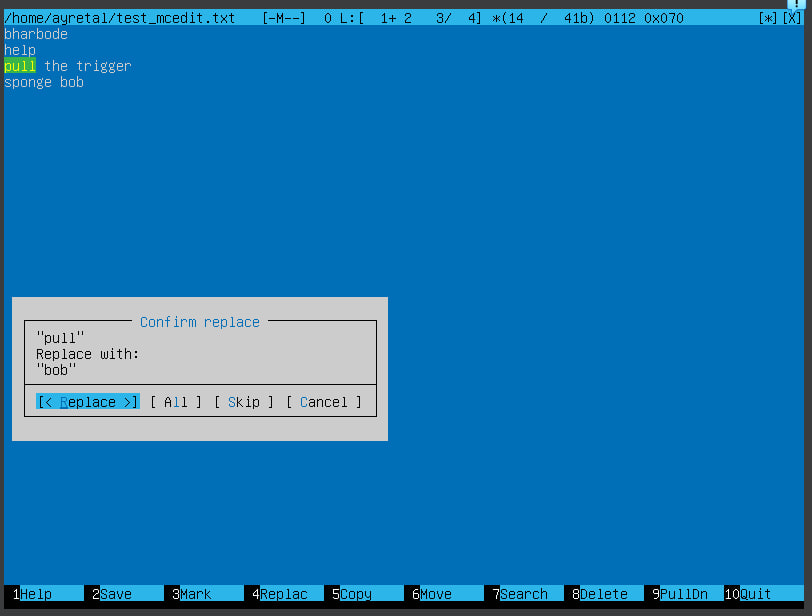 /home/ayretal/test_mcedit.txt   [-M--]   0 L:[  1+ 2   3/  4] *(14  /  41b) 0112 0x070   [*][X]
bharbode
help
pull the trigger
sponge bob
Confirm replace
"pull"
Replace with:
"bob"
[< Replace >] [ All ] [ Skip ] [ Cancel ]
1Help 2Save 3Mark 4Replac 5Copy 6Move 7Search 8Delete 9PullDn 10Quit